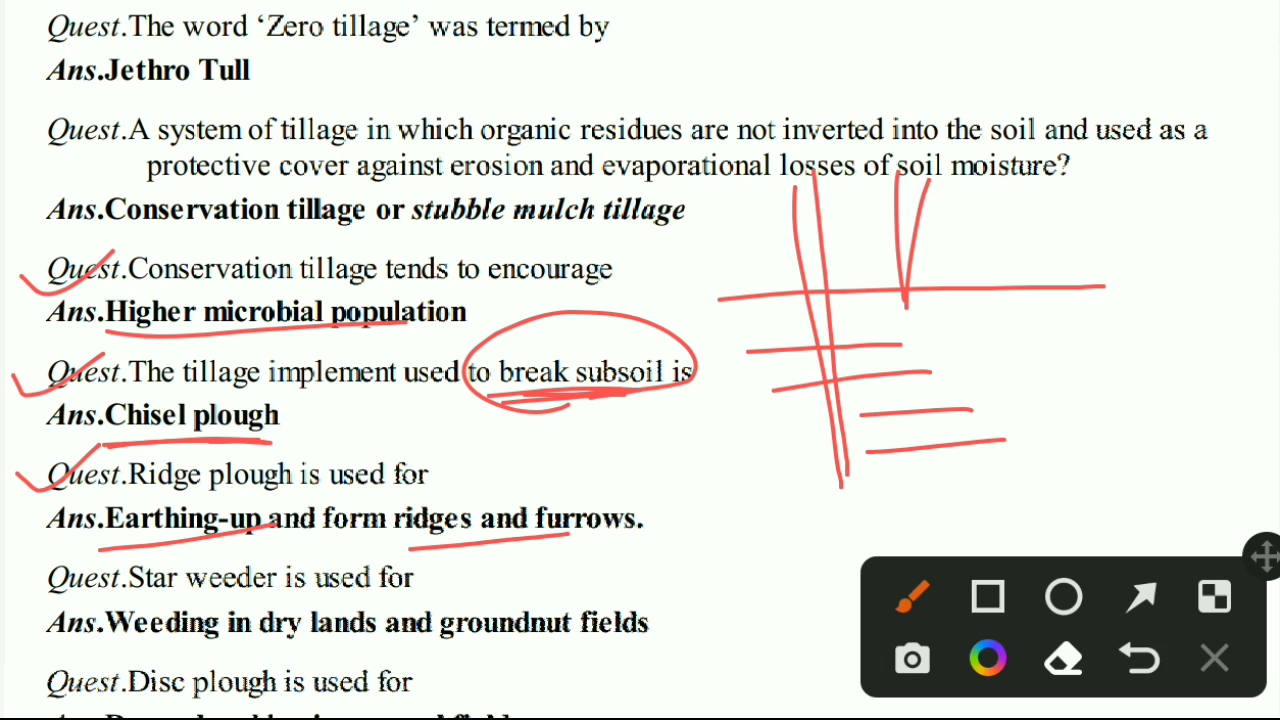 Quest.The word ‘Zero tillage’ was termed by
Ans.Jethro Tull
Quest.A system of tillage in which organic residues are not inverted into the soil and used as a
protective cover against erosion and evaporational losses of soil moisture?
Ans.Conservation tillage or stubble mulch tillage
Quest.Conservation tillage tends to encourage
Ans.Higher microbial population
Quest.The tillage implement used to break subsoil is
Ans.Chisel plough
Quest.Ridge plough is used for
Ans.Earthing-up and form ridges and furrows.
Quest.Star weeder is used for
Ans.Weeding in dry lands and groundnut fields
Quest.Disc plough is used for